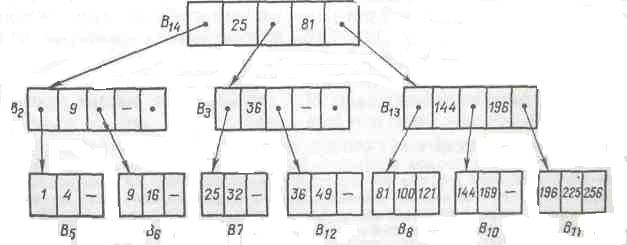 B14 25 81
B2 9 – B3 36 – B13 144 196
1 4 – 9 16 – 25 32 – 36 49 – 81 100 121 144 169 – 196 225 256
B5 B6 B7 B12 B8 B10 B11